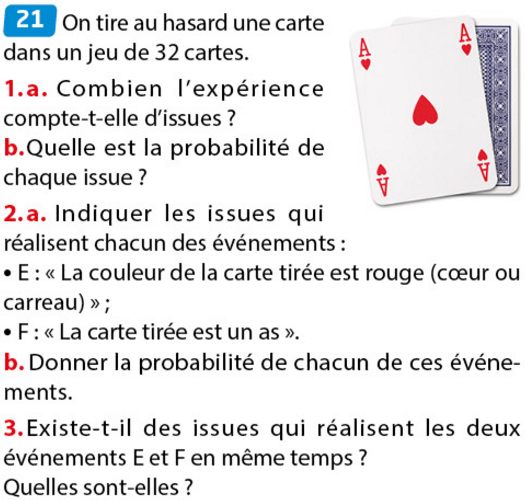 21 On tire au hasard une carte
dans un jeu de 32 cartes.
1.a. Combien l'expérience
compte-t-elle d'issues ?
b.Quelle est la probabilité de
chaque issue ?
2.a. Indiquer les issues qui
réalisent chacun des événements :
• E : « La couleur de la carte tirée est rouge (cœur ou
carreau) » ;
• F : « La carte tirée est un as ».
b. Donner la probabilité de chacun de ces événe-
ments.
3.Existe-t-il des issues qui réalisent les deux
événements E et F en même temps ?
Quelles sont-elles ?
A
A
A
A